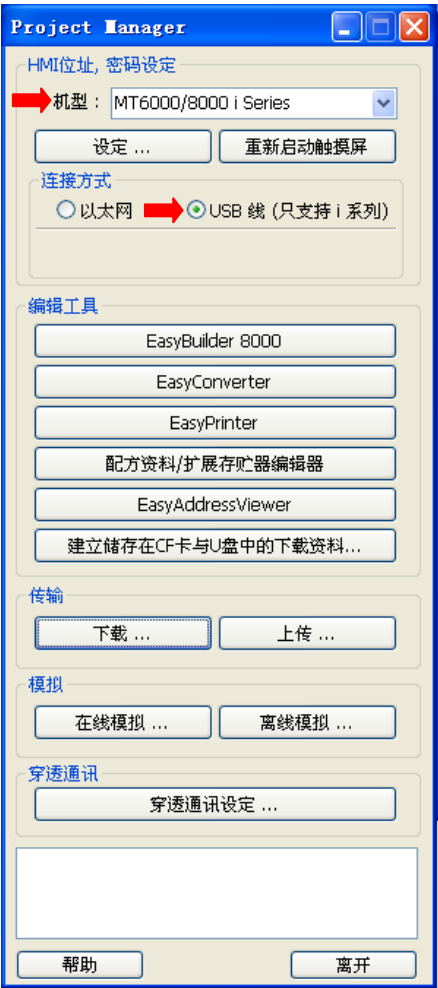 Project Manager
HMI位址, 密码设定
机型 : MT6000/8000 i Series
设定 ... 重新启动触摸屏
连接方式
以太网 USB 线 (只支持 i 系列)
编辑工具
EasyBuilder 8000
EasyConverter
EasyPrinter
配方资料/扩展存贮器编辑器
EasyAddressViewer
建立储存在CF卡与U盘中的下载资料...
传输
下载 ... 上传 ...
模拟
在线模拟 ... 离线模拟 ...
穿透通讯
穿透通讯设定 ...
帮助 离开